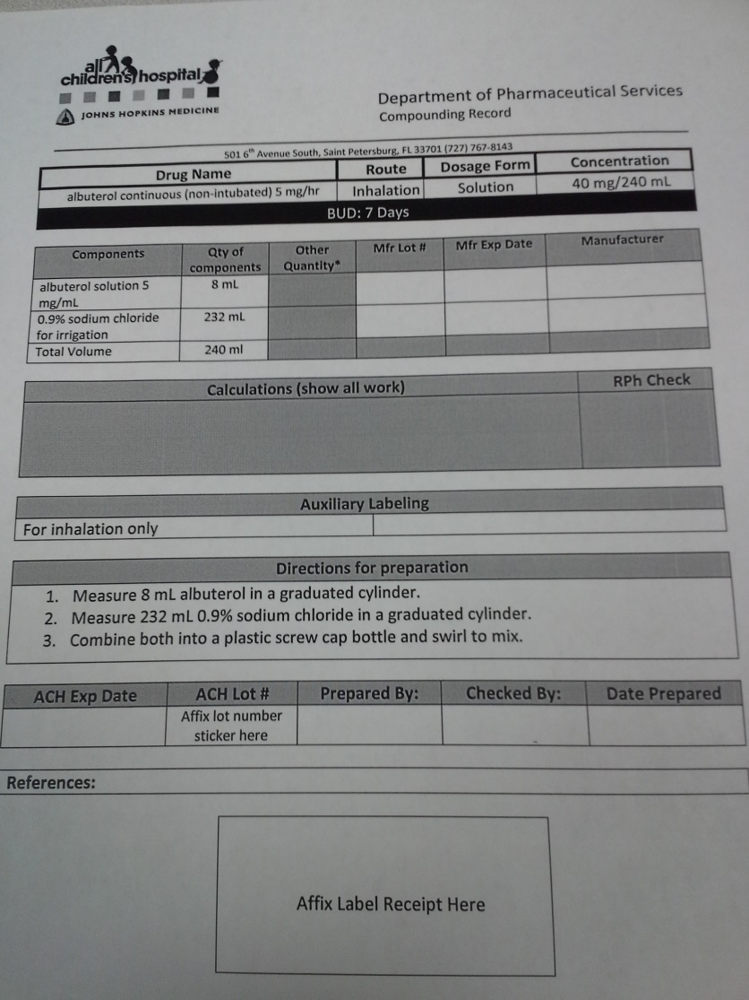 all
children's hospital
JOHNS HOPKINS MEDICINE
Department of Pharmaceutical Services
Compounding Record
501 6th Avenue South, Saint Petersburg, FL 33701 (727) 767-8143
Drug Name Route Dosage Form Concentration
albuterol continuous (non-intubated) 5 mg/hr Inhalation Solution 40 mg/240 mL
BUD: 7 Days
Components Qty of components Other Quantity* Mfr Lot # Mfr Exp Date Manufacturer
albuterol solution 5 mg/mL 8 mL
0.9% sodium chloride for irrigation 232 mL
Total Volume 240 ml
Calculations (show all work) RPh Check
Auxiliary Labeling
For inhalation only
Directions for preparation
1. Measure 8 mL albuterol in a graduated cylinder.
2. Measure 232 mL 0.9% sodium chloride in a graduated cylinder.
3. Combine both into a plastic screw cap bottle and swirl to mix.
ACH Exp Date ACH Lot # Prepared By: Checked By: Date Prepared
Affix lot number
sticker here
References:
Affix Label Receipt Here